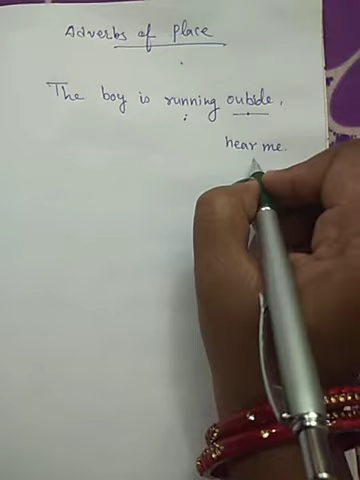 Adverbs of Place
The boy is running outside,
near me.